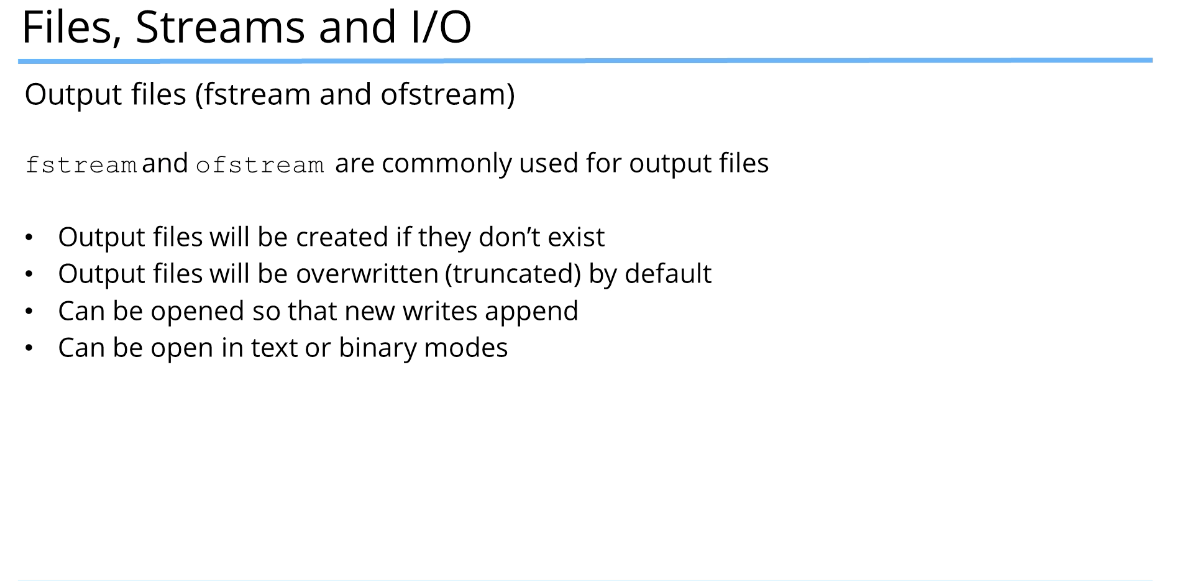 Files, Streams and I/O
Output files (fstream and ofstream)
fstream and ofstream are commonly used for output files
• Output files will be created if they don’t exist
• Output files will be overwritten (truncated) by default
• Can be opened so that new writes append
• Can be open in text or binary modes